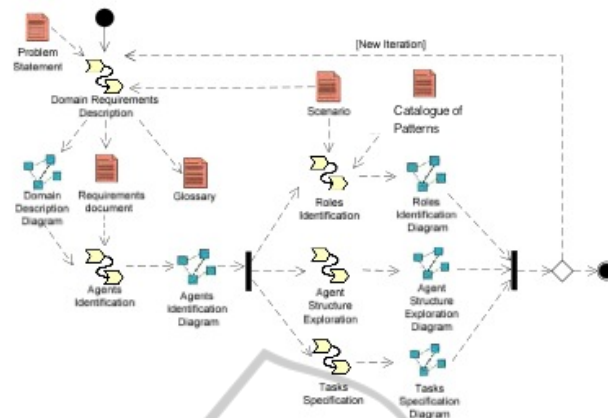 Problem
Statement
[New Iteration]
Domain Requirements
Description
Scenario
Catalogue of
Patterns
Domain
Description
Diagram
Requirements
document
Glossary
Roles
Identification
Roles
Identification
Diagram
Agents
Identification
Agents
Identification
Diagram
Agent
Structure
Exploration
Agent
Structure
Exploration
Diagram
Tasks
Specification
Tasks
Specification
Diagram